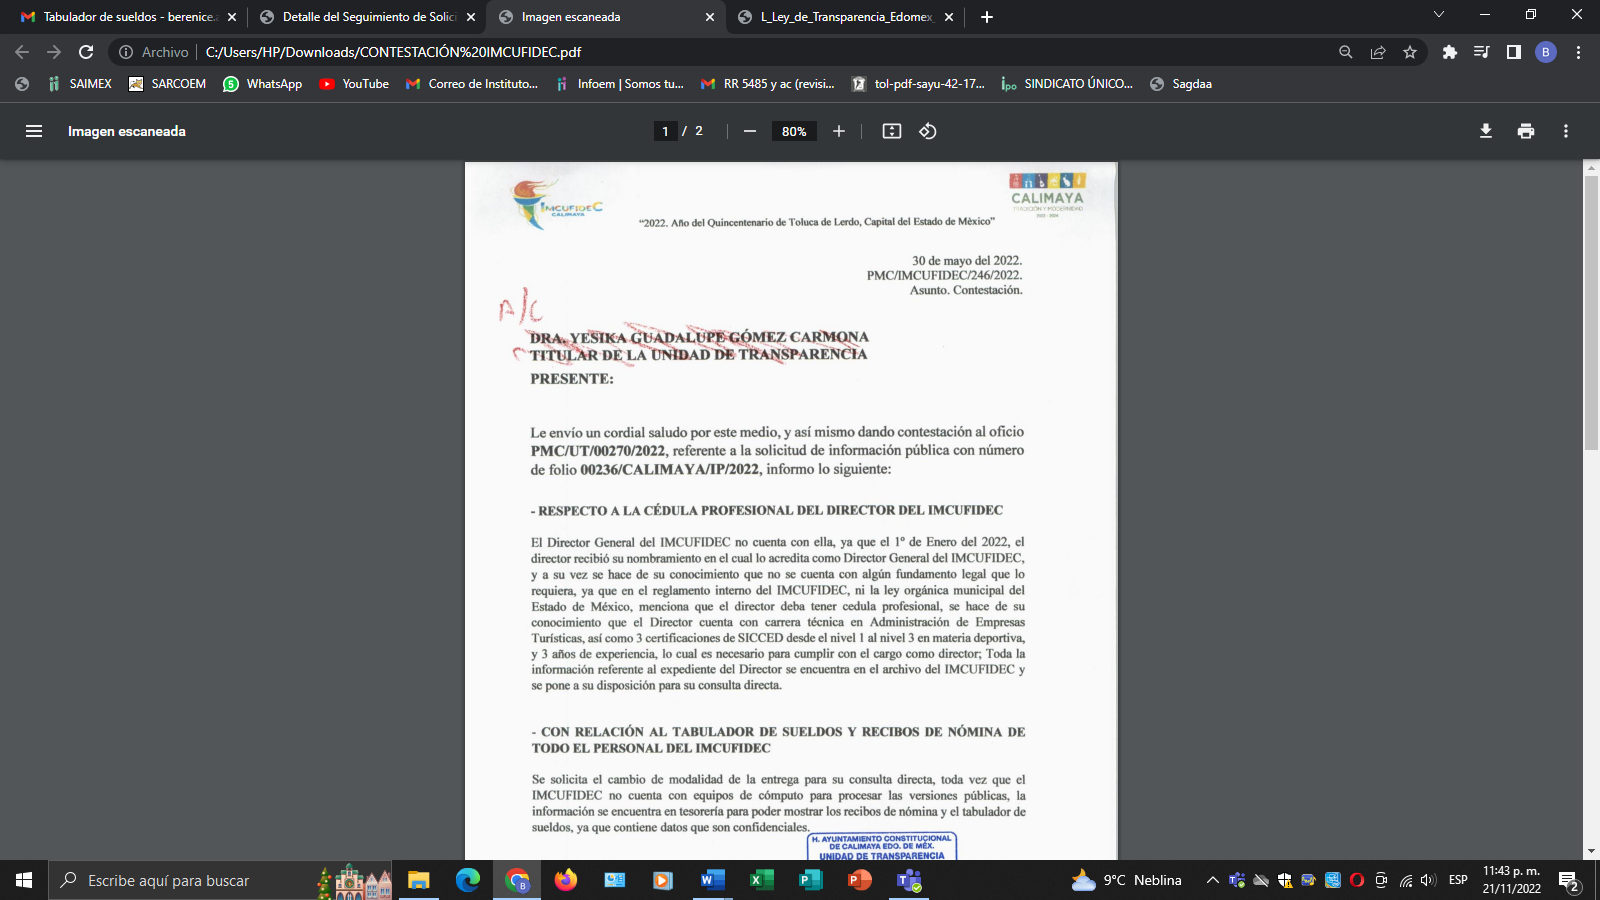 Tabulador de sueldos - berenice.a
Detalle del Seguimiento de Solici
Imagen escaneada
L_Ley_de_Transparencia_Edomex_
Archivo
C:/Users/HP/Downloads/CONTESTACIÓN%20IMCUFIDEC.pdf
B
SAIMEX
SARCOEM
WhatsApp
YouTube
Correo de Instituto...
Infoem | Somos tu...
RR 5485 y ac (revisi...
tol-pdf-sayu-42-17...
SINDICATO ÚNICO...
Sagdaa
Imagen escaneada
1 / 2
80%
IMCUFIDEC
CALIMAYA
CALIMAYA
TRADICIÓN Y MODERNIDAD
2022 - 2024
"2022. Año del Quincentenario de Toluca de Lerdo, Capital del Estado de Mèxico"
30 de mayo del 2022.
PMC/IMCUFIDEC/246/2022.
Asunto. Contestación.
A/C
DRA. YESIKA GUADALUPE GÓMEZ CARMONA
TITULAR DE LA UNIDAD DE TRANSPARENCIA
PRESENTE:
Le envío un cordial saludo por este medio, y así mismo dando contestación al oficio
PMC/UT/00270/2022, referente a la solicitud de información pública con número
de folio 00236/CALIMAYA/IP/2022, informo lo siguiente:
- RESPECTO A LA CÉDULA PROFESIONAL DEL DIRECTOR DEL IMCUFIDEC
El Director General del IMCUFIDEC no cuenta con ella, ya que el 1º de Enero del 2022, el
director recibió su nombramiento en el cual lo acredita como Director General del IMCUFIDEC,
y a su vez se hace de su conocimiento que no se cuenta con algún fundamento legal que lo
requiera, ya que en el reglamento interno del IMCUFIDEC, ni la ley orgánica municipal del
Estado de México, menciona que el director deba tener cedula profesional, se hace de su
conocimiento que el Director cuenta con carrera técnica en Administración de Empresas
Turísticas, así como 3 certificaciones de SICCED desde el nivel 1 al nivel 3 en materia deportiva,
y 3 años de experiencia, lo cual es necesario para cumplir con el cargo como director; Toda la
información referente al expediente del Director se encuentra en el archivo del IMCUFIDEC y
se pone a su disposición para su consulta directa.
- CON RELACIÓN AL TABULADOR DE SUELDOS Y RECIBOS DE NÓMINA DE
TODO EL PERSONAL DEL IMCUFIDEC
Se solicita el cambio de modalidad de la entrega para su consulta directa, toda vez que el
IMCUFIDEC no cuenta con equipos de cómputo para procesar las versiones públicas, la
información se encuentra en tesorería para poder mostrar los recibos de nómina y el tabulador de
sueldos, ya que contiene datos que son confidenciales.
H. AYUNTAMIENTO CONSTITUCIONAL
DE CALIMAYA EDO. DE MÉX.
UNIDAD DE TRANSPARENCIA
Escribe aquí para buscar
9°C Neblina
ESP
11:43 p. m.
21/11/2022
2